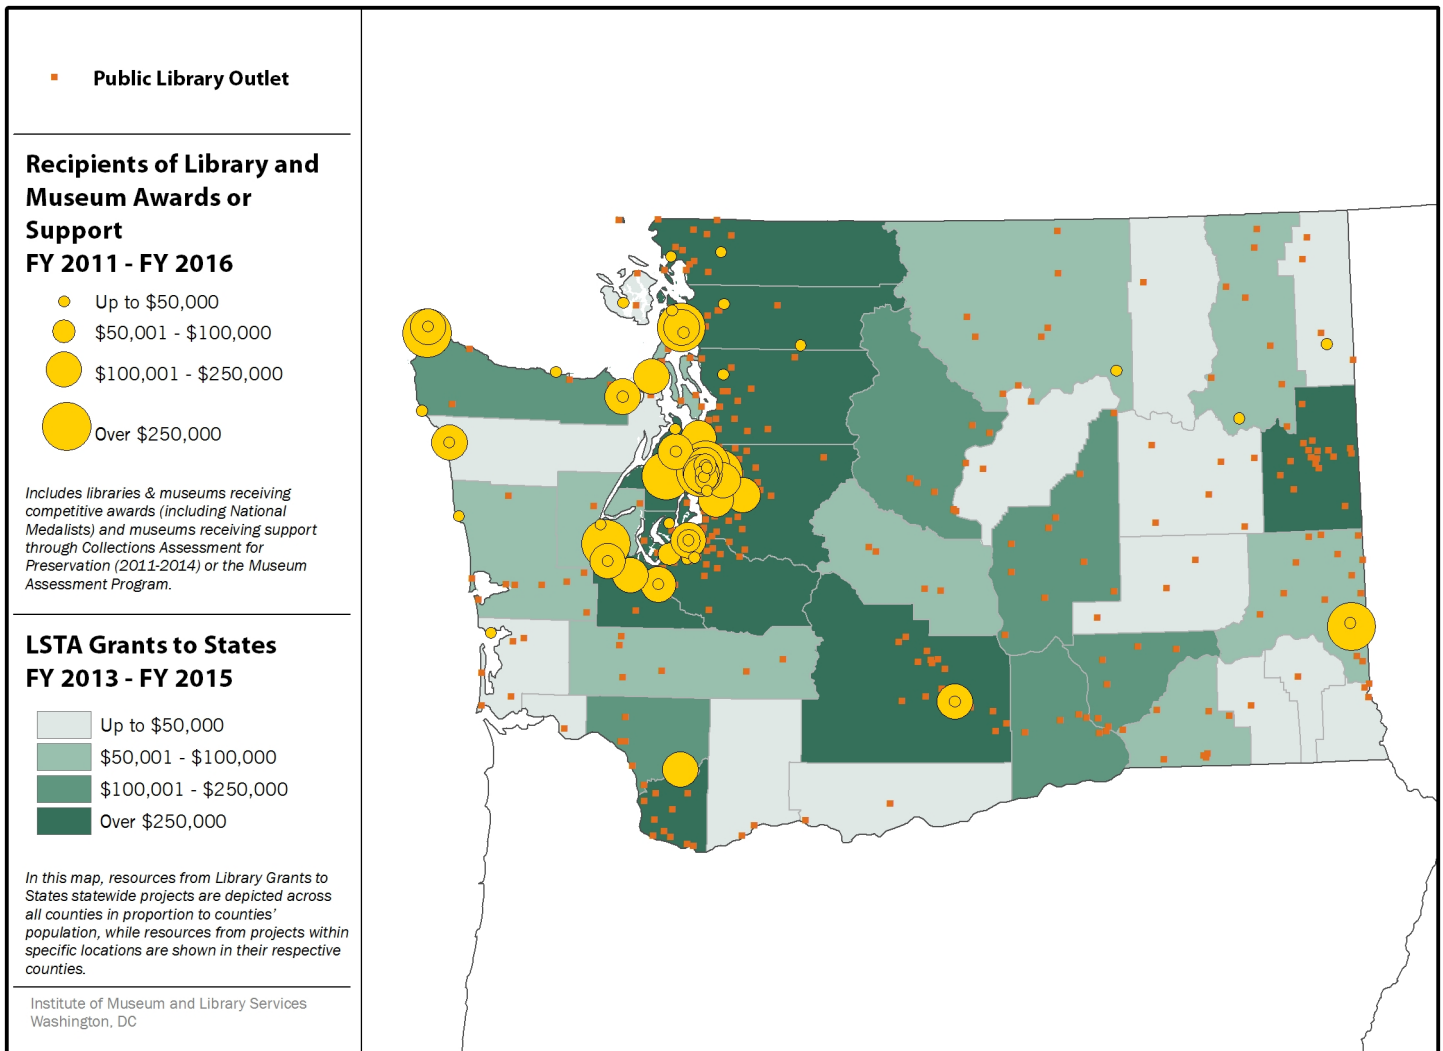 Public Library Outlet
Recipients of Library and
Museum Awards or
Support
FY 2011 - FY 2016
Up to $50,000
$50,001 - $100,000
$100,001 - $250,000
Over $250,000
Includes libraries & museums receiving
competitive awards (including National
Medalists) and museums receiving support
through Collections Assessment for
Preservation (2011-2014) or the Museum
Assessment Program.
LSTA Grants to States
FY 2013 - FY 2015
Up to $50,000
$50,001 - $100,000
$100,001 - $250,000
Over $250,000
In this map, resources from Library Grants to
States statewide projects are depicted across
all counties in proportion to counties’
population, while resources from projects within
specific locations are shown in their respective
counties.
Institute of Museum and Library Services
Washington, DC